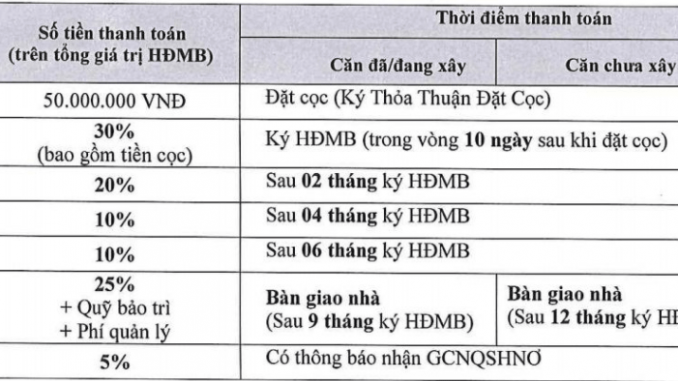 Số tiền thanh toán
(trên tổng giá trị HĐMB)
Thời điểm thanh toán
Căn đã/đang xây
Căn chưa xây
50.000.000 VNĐ
Đặt cọc (Ký Thỏa Thuận Đặt Cọc)
30%
(bao gồm tiền cọc)
Ký HĐMB (trong vòng 10 ngày sau khi đặt cọc)
20%
Sau 02 tháng ký HĐMB
10%
Sau 04 tháng ký HĐMB
10%
Sau 06 tháng ký HĐMB
25%
+ Quỹ bảo trì
+ Phí quản lý
Bàn giao nhà
(Sau 9 tháng ký HĐMB)
Bàn giao nhà
(Sau 12 tháng ký
5%
Có thông báo nhận GCNQSHNƠ